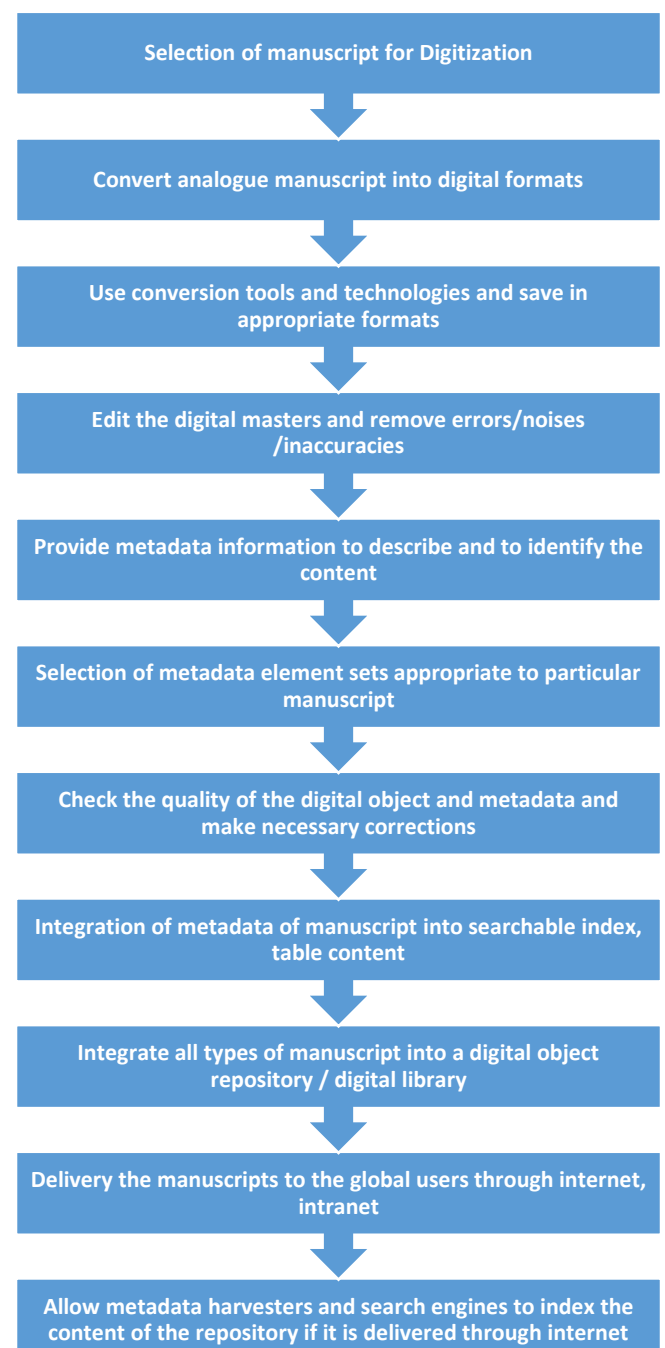 Selection of manuscript for Digitization
Convert analogue manuscript into digital formats
Use conversion tools and technologies and save in
appropriate formats
Edit the digital masters and remove errors/noises
/inaccuracies
Provide metadata information to describe and to identify the
content
Selection of metadata element sets appropriate to particular
manuscript
Check the quality of the digital object and metadata and
make necessary corrections
Integration of metadata of manuscript into searchable index,
table content
Integrate all types of manuscript into a digital object
repository / digital library
Delivery the manuscripts to the global users through internet,
intranet
Allow metadata harvesters and search engines to index the
content of the repository if it is delivered through internet